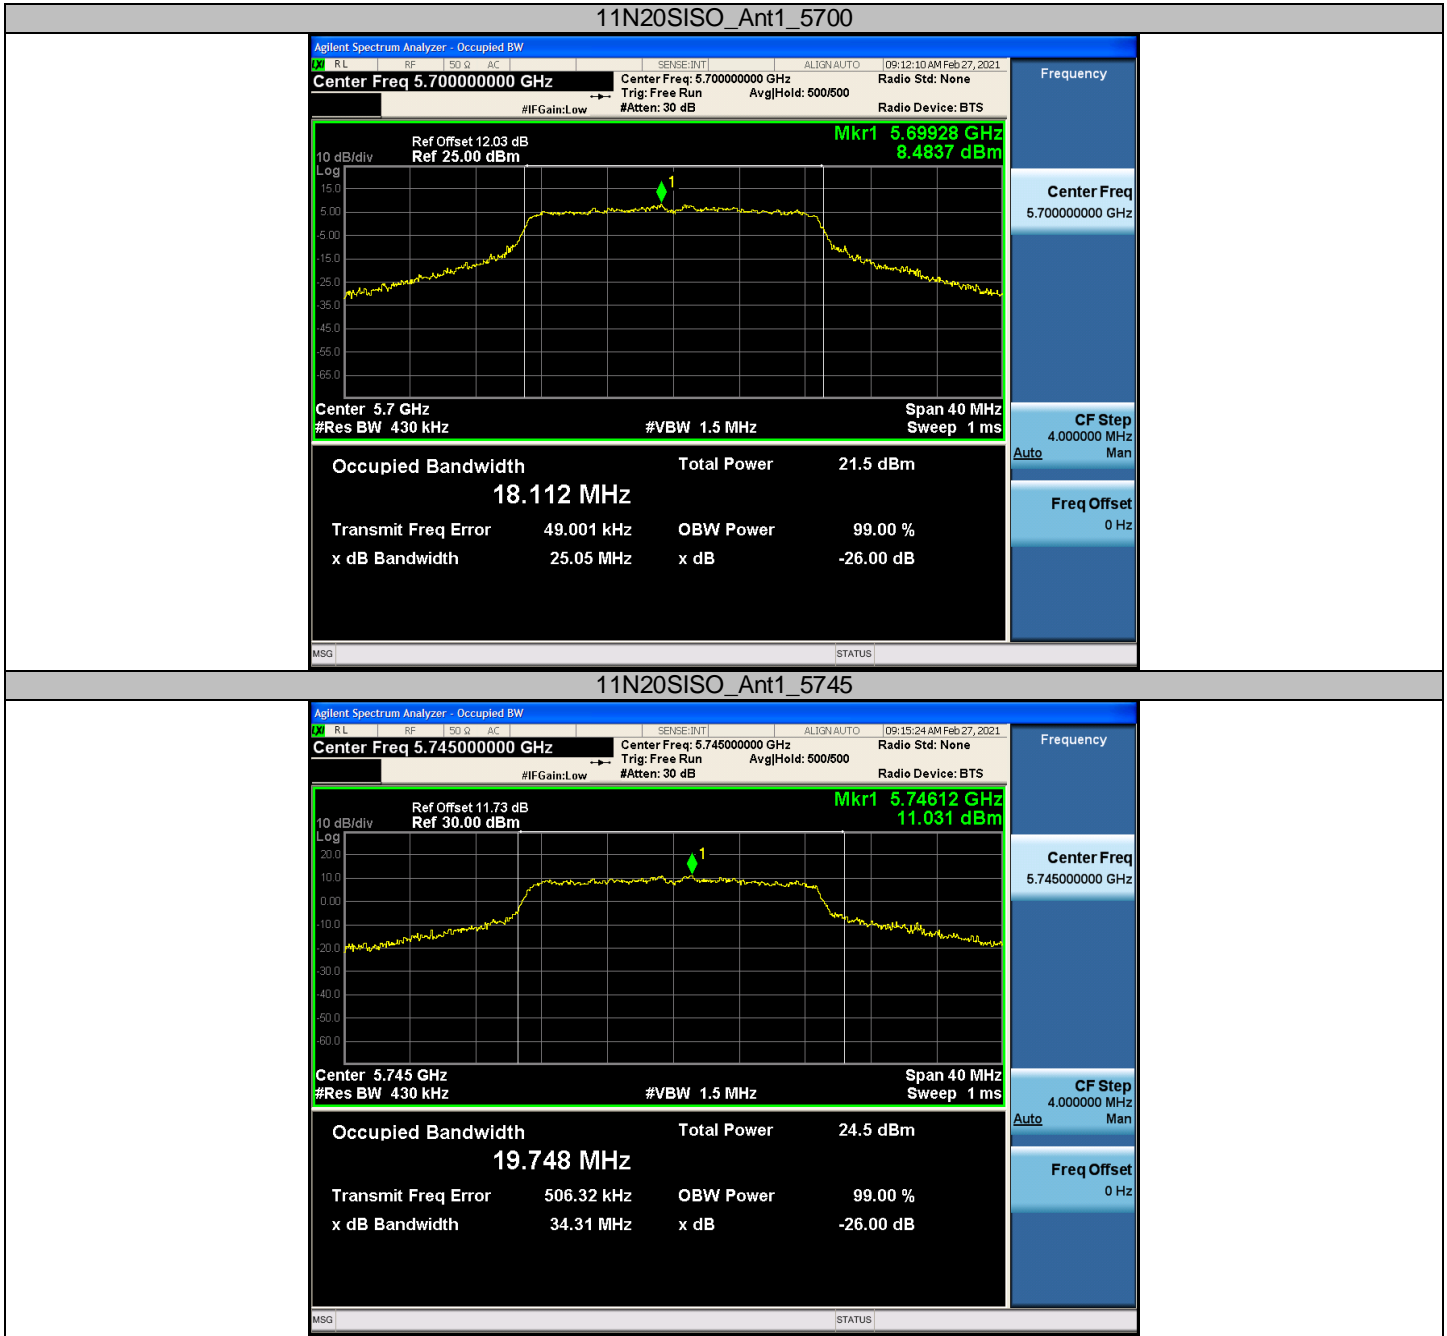 11N20SISO_Ant1_5700
Agilent Spectrum Analyzer - Occupied BW
LXI RL RF 50 Ω AC SENSE:INT ALIGN AUTO 09:12:10 AM Feb 27, 2021
Center Freq 5.700000000 GHz
Center Freq: 5.700000000 GHz Radio Std: None
Trig: Free Run Avg|Hold: 500/500
#IFGain:Low #Atten: 30 dB Radio Device: BTS
Frequency
Mkr1 5.69928 GHz
8.4837 dBm
Ref Offset 12.03 dB
10 dB/div Ref 25.00 dBm
Log
15.0
5.00
-5.00
-15.0
-25.0
-35.0
-45.0
-55.0
-65.0
1
Center 5.7 GHz Span 40 MHz
#Res BW 430 kHz #VBW 1.5 MHz Sweep 1 ms
Occupied Bandwidth Total Power 21.5 dBm
18.112 MHz
Transmit Freq Error 49.001 kHz OBW Power 99.00 %
x dB Bandwidth 25.05 MHz x dB -26.00 dB
Center Freq
5.700000000 GHz
CF Step
4.000000 MHz
Auto Man
Freq Offset
0 Hz
MSG STATUS
11N20SISO_Ant1_5745
Agilent Spectrum Analyzer - Occupied BW
LXI RL RF 50 Ω AC SENSE:INT ALIGN AUTO 09:15:24 AM Feb 27, 2021
Center Freq 5.745000000 GHz
Center Freq: 5.745000000 GHz Radio Std: None
Trig: Free Run Avg|Hold: 500/500
#IFGain:Low #Atten: 30 dB Radio Device: BTS
Frequency
Mkr1 5.74612 GHz
11.031 dBm
Ref Offset 11.73 dB
10 dB/div Ref 30.00 dBm
Log
20.0
10.0
0.00
-10.0
-20.0
-30.0
-40.0
-50.0
-60.0
1
Center 5.745 GHz Span 40 MHz
#Res BW 430 kHz #VBW 1.5 MHz Sweep 1 ms
Occupied Bandwidth Total Power 24.5 dBm
19.748 MHz
Transmit Freq Error 506.32 kHz OBW Power 99.00 %
x dB Bandwidth 34.31 MHz x dB -26.00 dB
Center Freq
5.745000000 GHz
CF Step
4.000000 MHz
Auto Man
Freq Offset
0 Hz
MSG STATUS